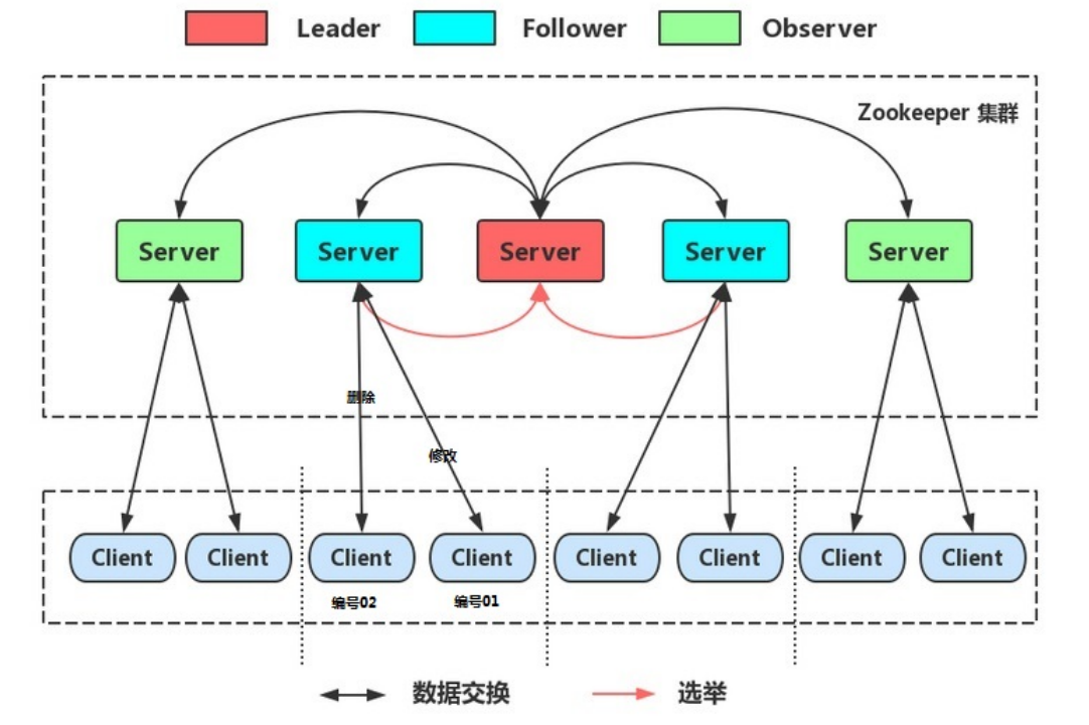 Leader
Follower
Observer
Zookeeper 集群
Server
Server
Server
Server
Server
删除
修改
Client
Client
Client
Client
Client
Client
Client
Client
编号02
编号01
数据交换
选举